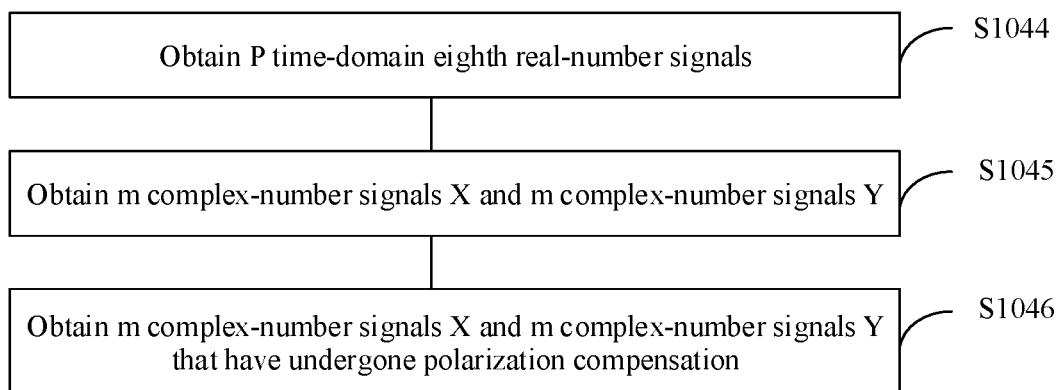 Obtain P time-domain eighth real-number signals
S1044
Obtain m complex-number signals X and m complex-number signals Y
S1045
Obtain m complex-number signals X and m complex-number signals Y
that have undergone polarization compensation
S1046